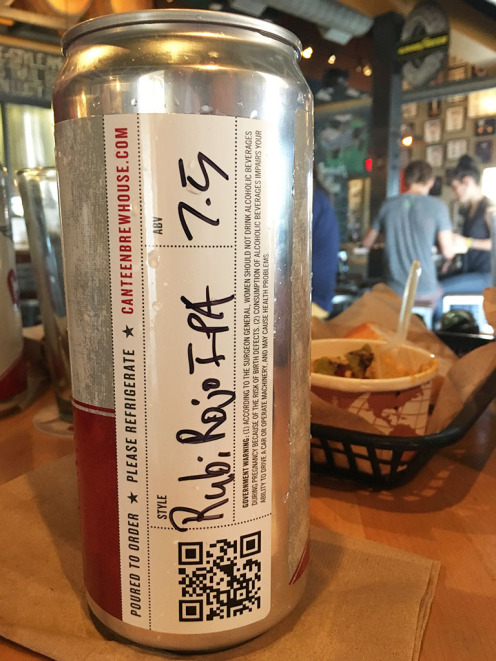 POURED TO ORDER ★ PLEASE REFRIGERATE ★ CANTEENBREWHOUSE.COM
STYLE
Rubi Rojo IPA
ABV
7.5
GOVERNMENT WARNING: (1) ACCORDING TO THE SURGEON GENERAL, WOMEN SHOULD NOT DRINK ALCOHOLIC BEVERAGES
DURING PREGNANCY BECAUSE OF THE RISK OF BIRTH DEFECTS. (2) CONSUMPTION OF ALCOHOLIC BEVERAGES IMPAIRS YOUR
ABILITY TO DRIVE A CAR OR OPERATE MACHINERY, AND MAY CAUSE HEALTH PROBLEMS.